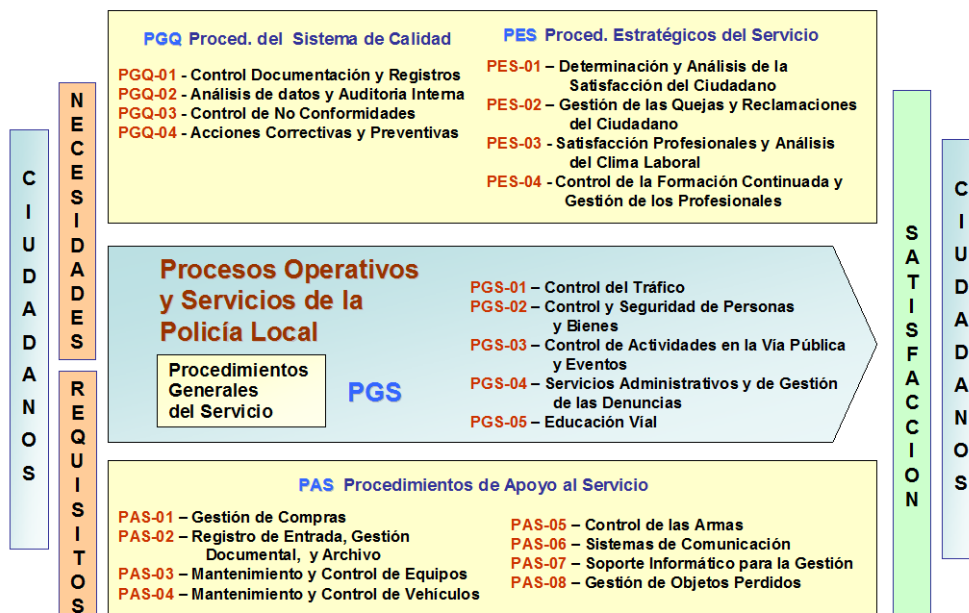 CIUDADANOS
NECESIDADES
REQUISITOS
PGQ Proced. del Sistema de Calidad
PGQ-01 - Control Documentación y Registros
PGQ-02 - Análisis de datos y Auditoria Interna
PGQ-03 - Control de No Conformidades
PGQ-04 - Acciones Correctivas y Preventivas
PES Proced. Estratégicos del Servicio
PES-01 – Determinación y Análisis de la
Satisfacción del Ciudadano
PES-02 – Gestión de las Quejas y Reclamaciones
del Ciudadano
PES-03 - Satisfacción Profesionales y Análisis
del Clima Laboral
PES-04 - Control de la Formación Continuada y
Gestión de los Profesionales
Procesos Operativos
y Servicios de la
Policía Local
Procedimientos
Generales
del Servicio
PGS
PGS-01 – Control del Tráfico
PGS-02 – Control y Seguridad de Personas
y Bienes
PGS-03 – Control de Actividades en la Vía Pública
y Eventos
PGS-04 – Servicios Administrativos y de Gestión
de las Denuncias
PGS-05 – Educación Víal
PAS Procedimientos de Apoyo al Servicio
PAS-01 – Gestión de Compras
PAS-02 – Registro de Entrada, Gestión
Documental, y Archivo
PAS-03 – Mantenimiento y Control de Equipos
PAS-04 – Mantenimiento y Control de Vehículos
PAS-05 – Control de las Armas
PAS-06 – Sistemas de Comunicación
PAS-07 – Soporte Informático para la Gestión
PAS-08 – Gestión de Objetos Perdidos
SATISFACCION
CIUDADANOS